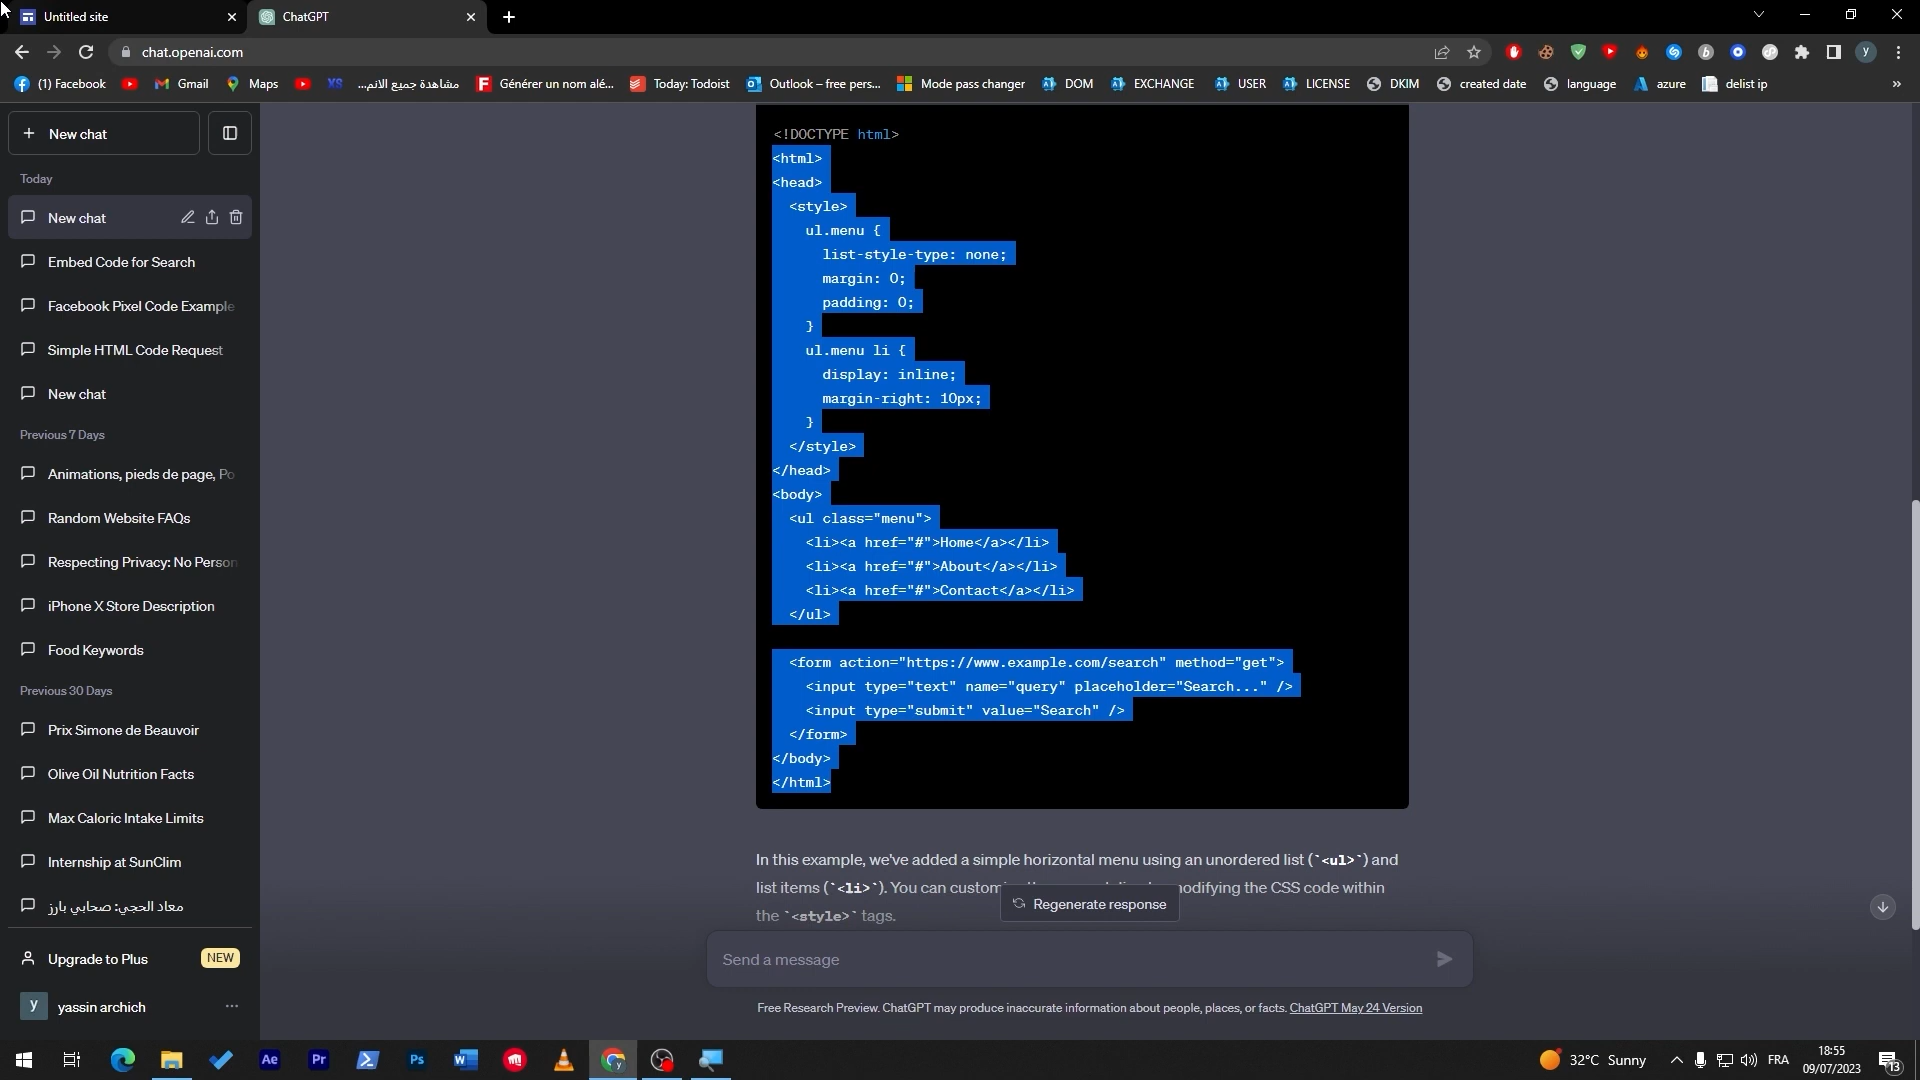 Untitled site
ChatGPT
chat.openai.com
(1) Facebook
Gmail
Maps
XS
مشاهدة جميع الانم...
Générer un nom alé...
Today: Todoist
Outlook – free pers...
Mode pass changer
DOM
EXCHANGE
USER
LICENSE
DKIM
created date
language
azure
delist ip
»
+ New chat
Today
New chat
Embed Code for Search
Facebook Pixel Code Example
Simple HTML Code Request
New chat
Previous 7 Days
Animations, pieds de page, Po
Random Website FAQs
Respecting Privacy: No Person
iPhone X Store Description
Food Keywords
Previous 30 Days
Prix Simone de Beauvoir
Olive Oil Nutrition Facts
Max Caloric Intake Limits
Internship at SunClim
معاد الحجي: صحابي بارز
Upgrade to Plus NEW
y yassin archich ...
<!DOCTYPE html>
<html>
<head>
<style>
ul.menu {
list-style-type: none;
margin: 0;
padding: 0;
}
ul.menu li {
display: inline;
margin-right: 10px;
}
</style>
</head>
<body>
<ul class="menu">
<li><a href="#">Home</a></li>
<li><a href="#">About</a></li>
<li><a href="#">Contact</a></li>
</ul>
<form action="https://www.example.com/search" method="get">
<input type="text" name="query" placeholder="Search..." />
<input type="submit" value="Search" />
</form>
</body>
</html>
In this example, we've added a simple horizontal menu using an unordered list (`<ul>`) and
list items (`<li>`). You can modifying the CSS code within
the `<style>` tags.
Regenerate response
Send a message
Free Research Preview. ChatGPT may produce inaccurate information about people, places, or facts. ChatGPT May 24 Version
Ae
Pr
Ps
W
32°C Sunny
FRA
18:55
09/07/2023
13